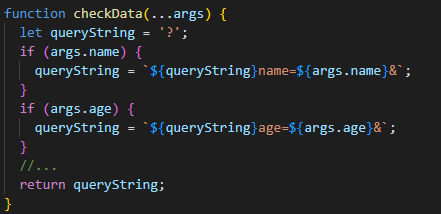 function checkData(...args) {
  let queryString = '?';
  if (args.name) {
    queryString = `${queryString}name=${args.name}&`;
  }
  if (args.age) {
    queryString = `${queryString}age=${args.age}&`;
  }
  //...
  return queryString;
}